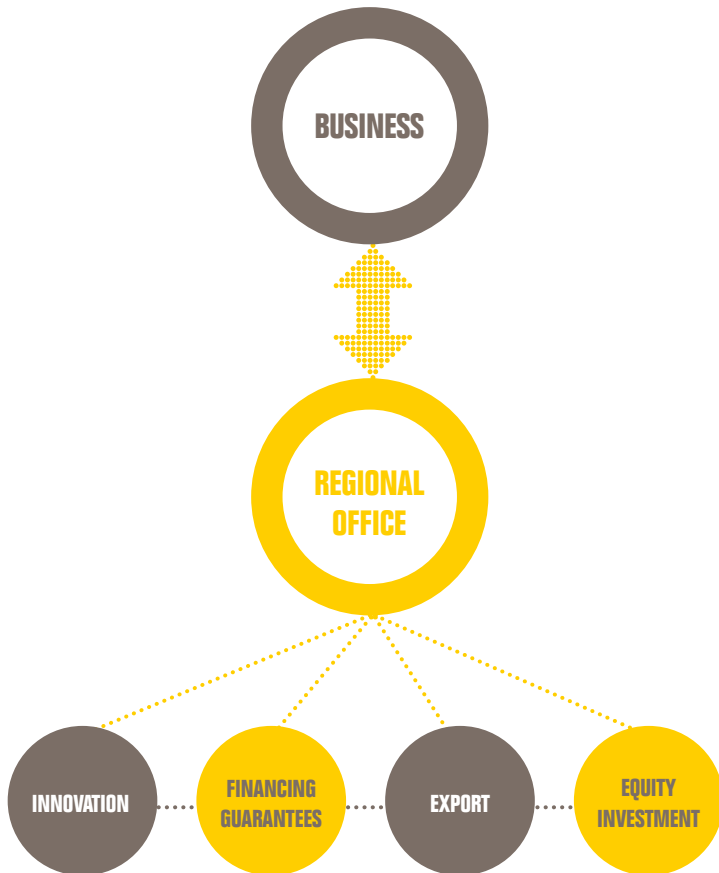 BUSINESS
REGIONAL
OFFICE
INNOVATION
FINANCING
GUARANTEES
EXPORT
EQUITY
INVESTMENT